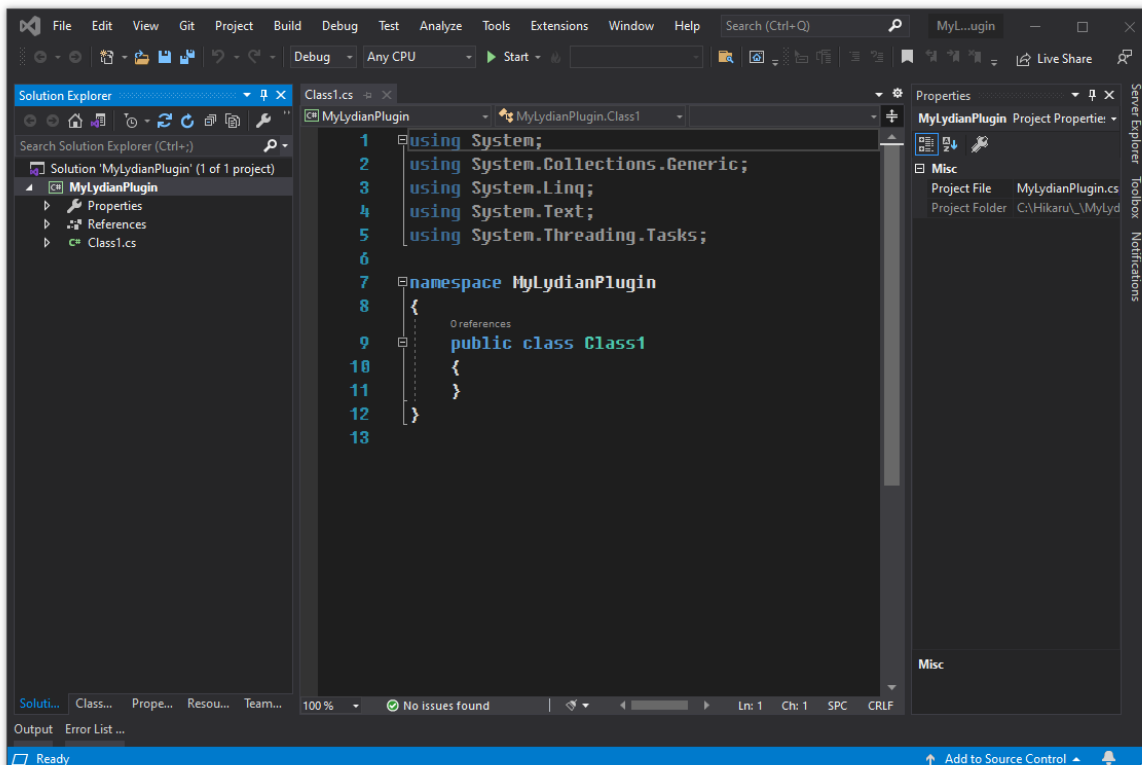 File Edit View Git Project Build Debug Test Analyze Tools Extensions Window Help Search (Ctrl+Q) MyL...ugin
Debug Any CPU Start Live Share
Solution Explorer
Search Solution Explorer (Ctrl+;)
Solution 'MyLydianPlugin' (1 of 1 project)
C# MyLydianPlugin
Properties
References
C# Class1.cs
Soluti... Class... Prope... Resou... Team...
Class1.cs
C# MyLydianPlugin MyLydianPlugin.Class1
1 using System;
2 using System.Collections.Generic;
3 using System.Linq;
4 using System.Text;
5 using System.Threading.Tasks;
6
7 namespace MyLydianPlugin
8 {
0 references
9 public class Class1
10 {
11 }
12 }
13
100 % No issues found Ln: 1 Ch: 1 SPC CRLF
Properties
MyLydianPlugin Project Propertie
Misc
Project File MyLydianPlugin.cs
Project Folder C:\Hikaru\_\MyLyd
Misc
Server Explorer
Toolbox
Notifications
Output Error List ...
Ready Add to Source Control